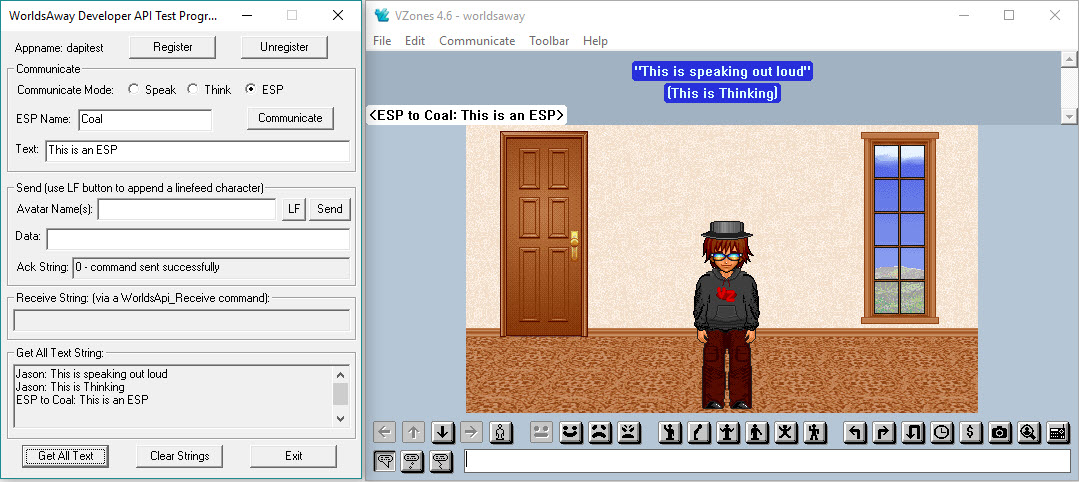 WorldsAway Developer API Test Progr...
Appname: dapitest
Register
Unregister
Communicate
Communicate Mode:
Speak
Think
ESP
ESP Name:
Coal
Communicate
Text:
This is an ESP
Send (use LF button to append a linefeed character)
Avatar Name(s):
LF
Send
Data:
Ack String:
0 - command sent successfully
Receive String: (via a WorldsApi_Receive command):
Get All Text String:
Jason: This is speaking out loud
Jason: This is Thinking
ESP to Coal: This is an ESP
Get All Text
Clear Strings
Exit
VZones 4.6 - worldsaway
File Edit Communicate Toolbar Help
"This is speaking out loud"
(This is Thinking)
<ESP to Coal: This is an ESP>
VZ
$